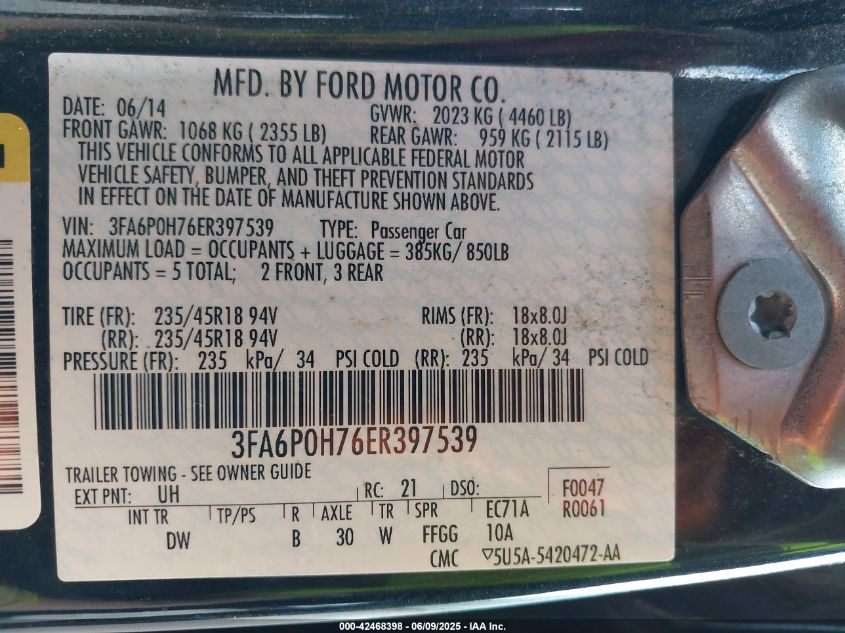 MFD. BY FORD MOTOR CO.
DATE: 06/14 GVWR: 2023 KG ( 4460 LB)
FRONT GAWR: 1068 KG ( 2355 LB) REAR GAWR: 959 KG ( 2115 LB)
THIS VEHICLE CONFORMS TO ALL APPLICABLE FEDERAL MOTOR
VEHICLE SAFETY, BUMPER, AND THEFT PREVENTION STANDARDS
IN EFFECT ON THE DATE OF MANUFACTURE SHOWN ABOVE.
VIN: 3FA6P0H76ER397539 TYPE: Passenger Car
MAXIMUM LOAD = OCCUPANTS + LUGGAGE = 385KG/ 850LB
OCCUPANTS = 5 TOTAL; 2 FRONT, 3 REAR
TIRE (FR): 235/45R18 94V RIMS (FR): 18x8.0J
(RR): 235/45R18 94V (RR): 18x8.0J
PRESSURE (FR): 235 kPa/ 34 PSI COLD (RR): 235 kPa/ 34 PSI COLD
3FA6P0H76ER397539
TRAILER TOWING - SEE OWNER GUIDE
EXT PNT: UH RC: 21 DSO: F0047
INT TR TP/PS R AXLE TR SPR EC71A R0061
DW B 30 W FFGG 10A
CMC 5U5A-5420472-AA
000-42468398 - 06/09/2025 - IAA Inc.